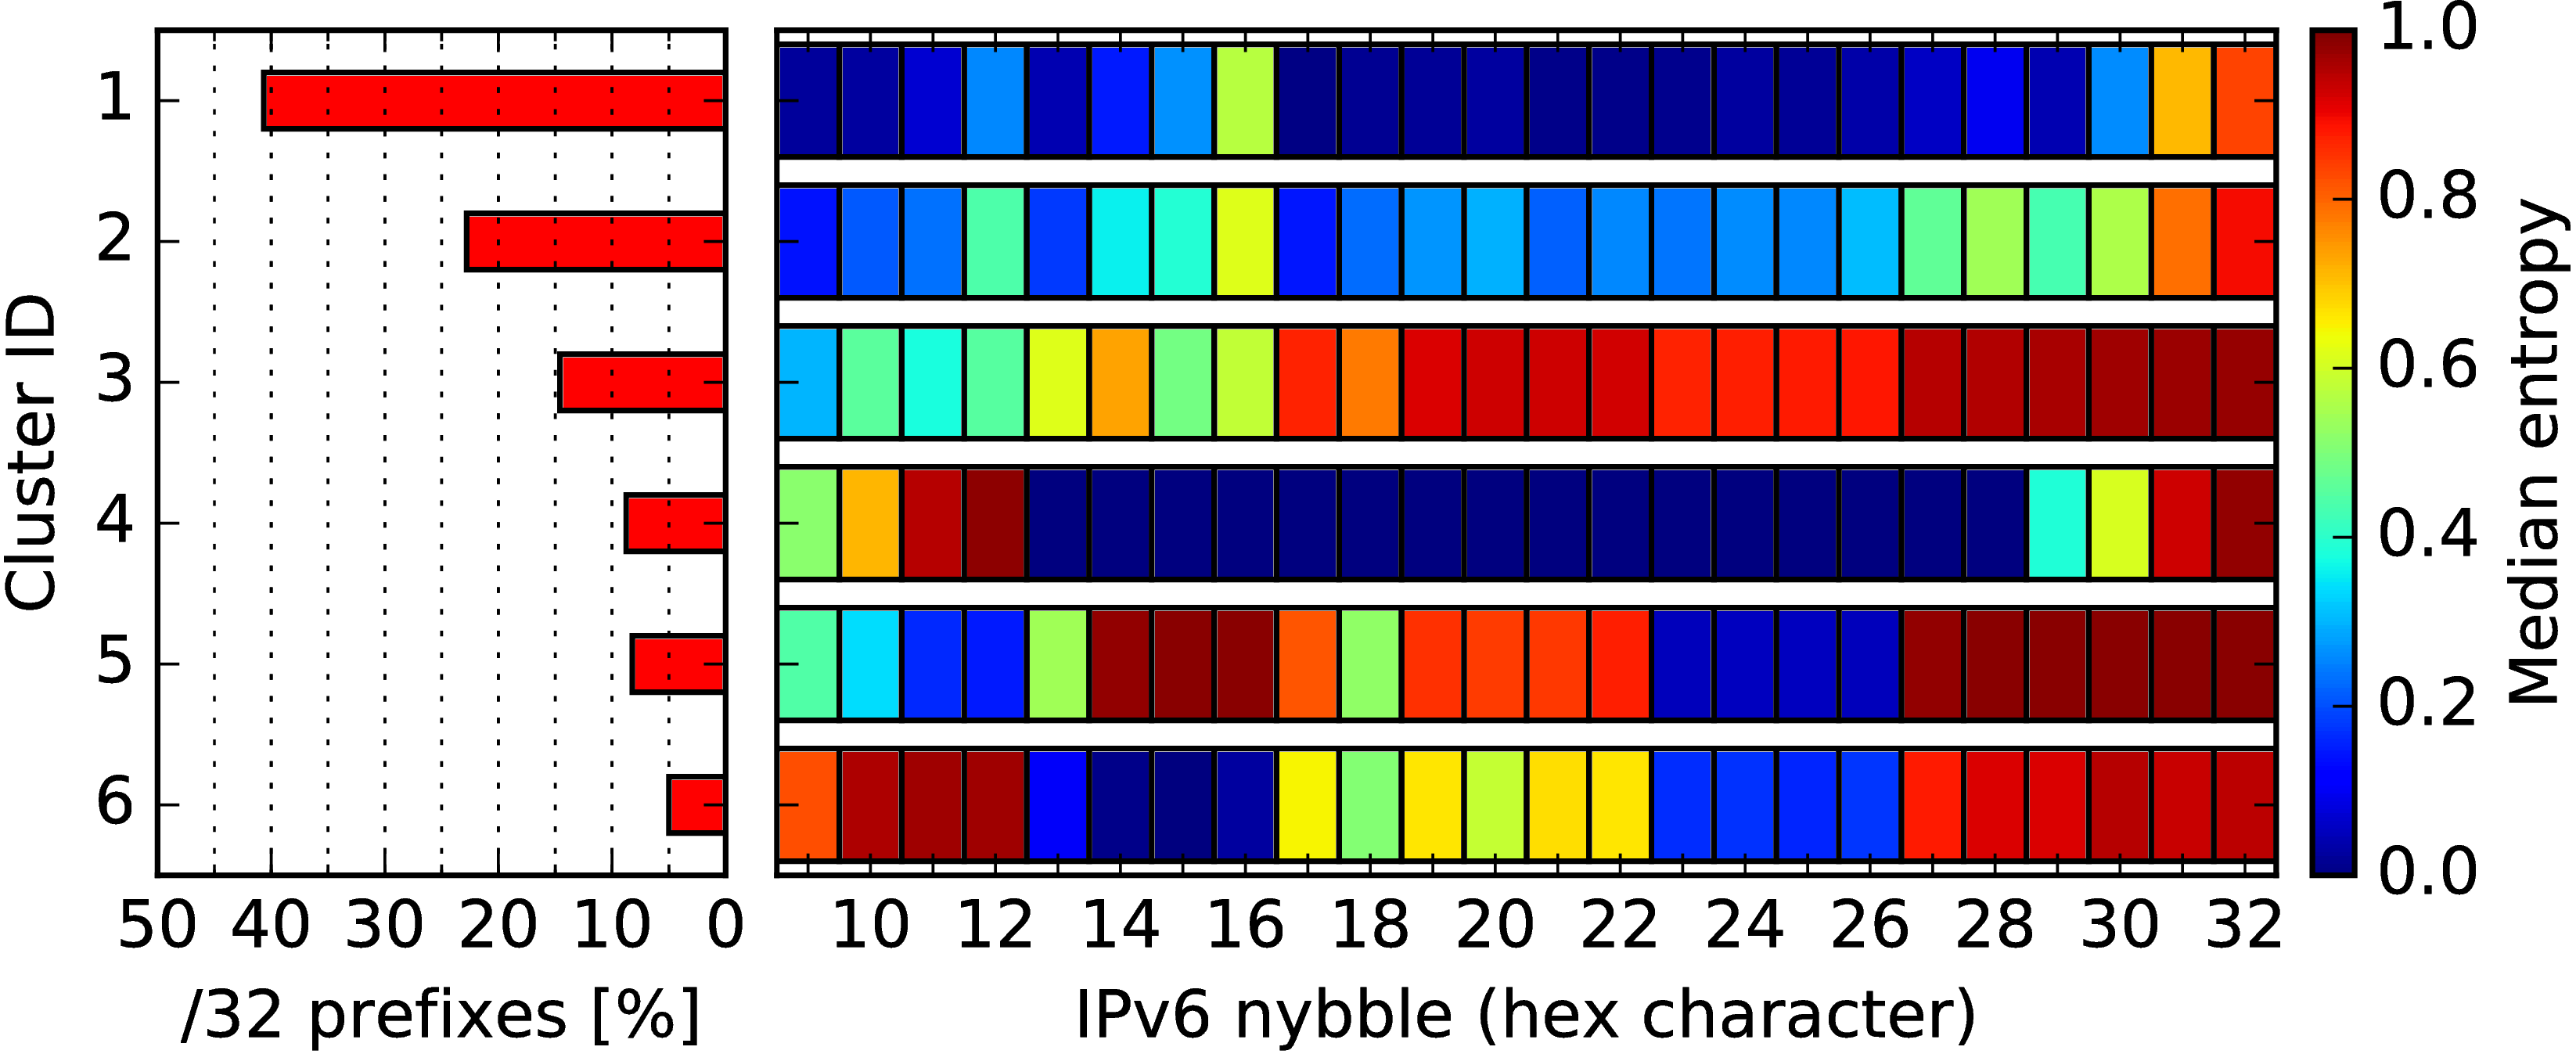 Cluster ID
1
2
3
4
5
6
50 40 30 20 10 0
/32 prefixes [%]
10 12 14 16 18 20 22 24 26 28 30 32
IPv6 nybble (hex character)
1.0
0.8
0.6
0.4
0.2
0.0
Median entropy